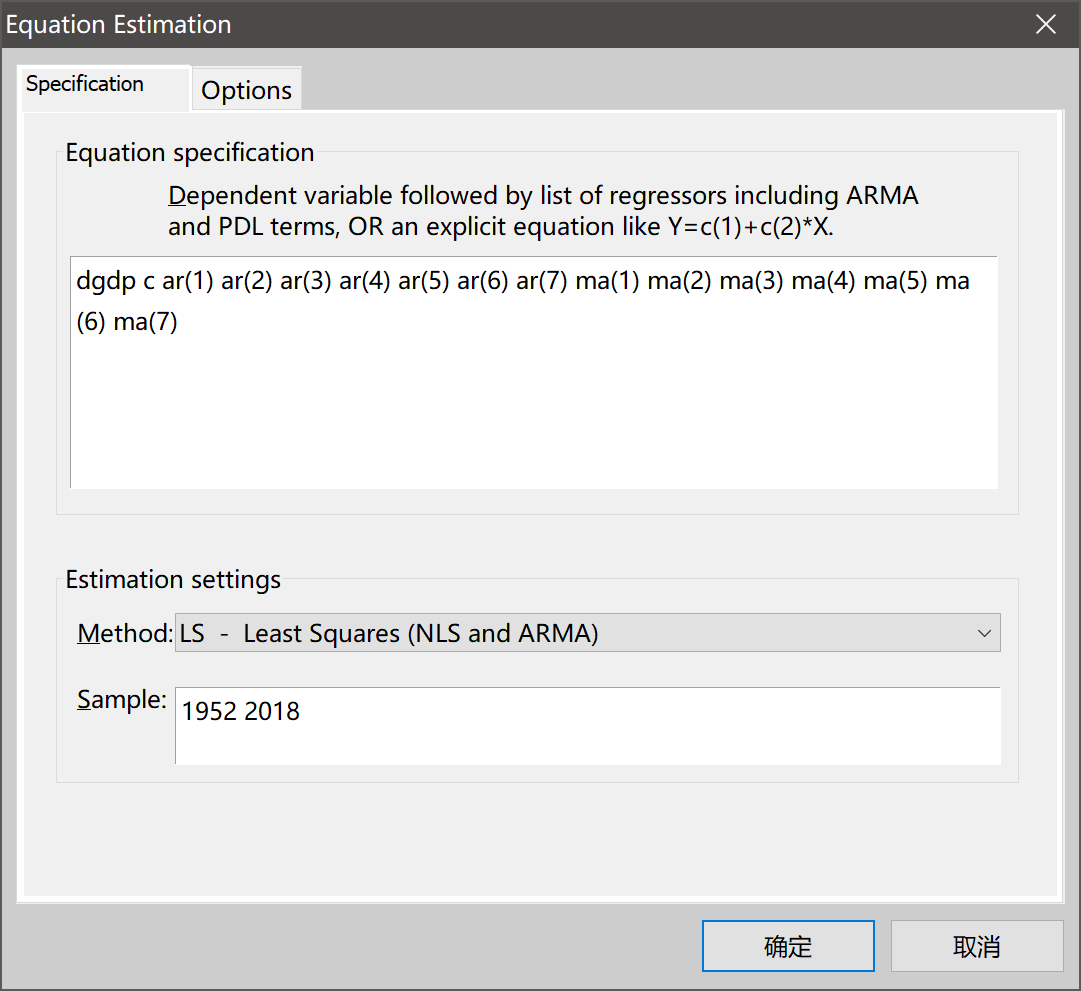 Equation Estimation
Specification
Options
Equation specification
Dependent variable followed by list of regressors including ARMA
and PDL terms, OR an explicit equation like Y=c(1)+c(2)*X.
dgdp c ar(1) ar(2) ar(3) ar(4) ar(5) ar(6) ar(7) ma(1) ma(2) ma(3) ma(4) ma(5) ma
(6) ma(7)
Estimation settings
Method: LS - Least Squares (NLS and ARMA)
Sample: 1952 2018
确定 取消